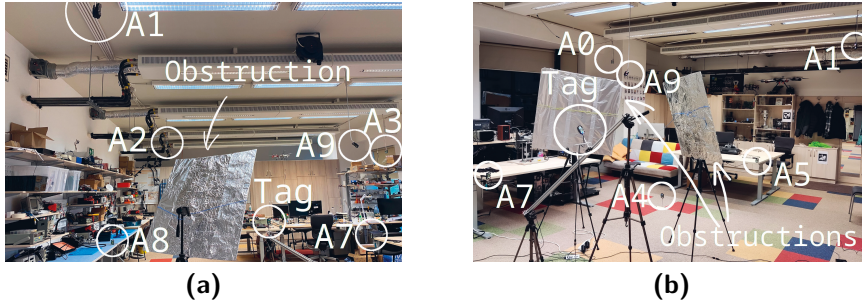 A1
Obstruction
A2
A3
A9
Tag
A8
A7
(a)
A0
A1
Tag
A9
A7
A4
A5
Obstructions
(b)